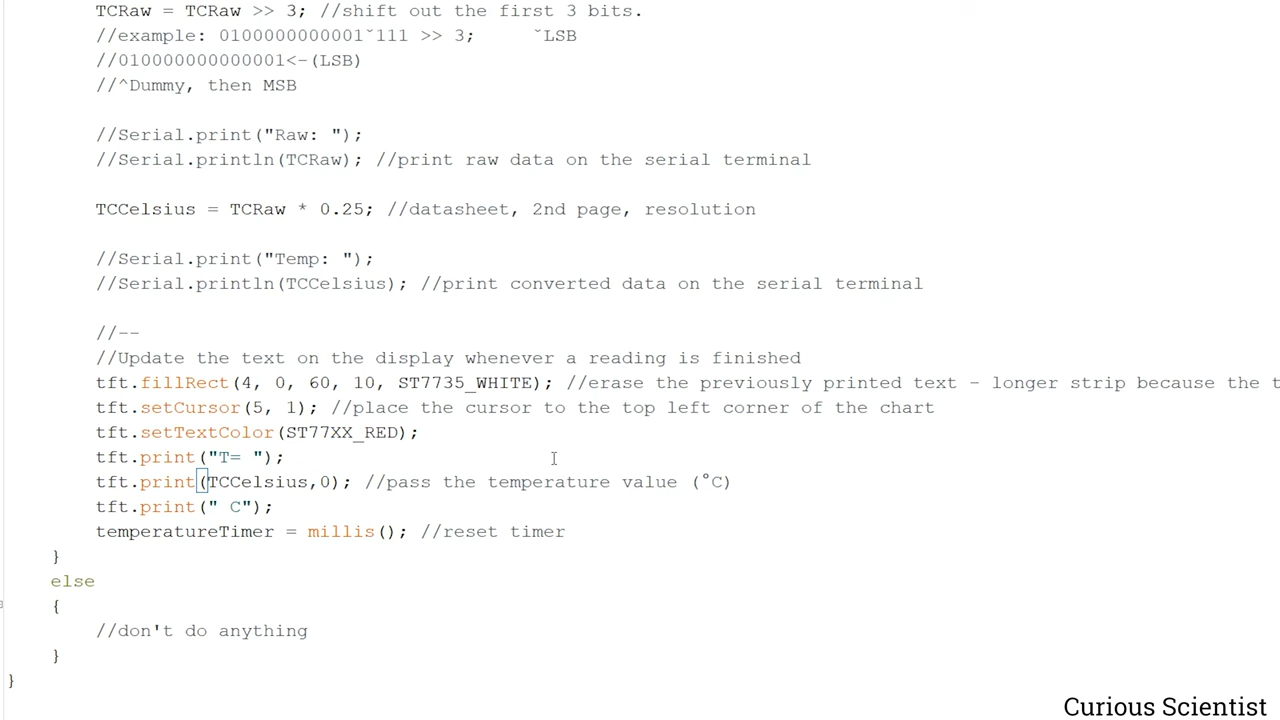 TCRaw = TCRaw >> 3; //shift out the first 3 bits.
//example: 0100000000001ˇ111 >> 3;     ˇLSB
//010000000000001<-(LSB)
//^Dummy, then MSB
//Serial.print("Raw: ");
//Serial.println(TCRaw); //print raw data on the serial terminal
TCCelsius = TCRaw * 0.25; //datasheet, 2nd page, resolution
//Serial.print("Temp: ");
//Serial.println(TCCelsius); //print converted data on the serial terminal
//--
//Update the text on the display whenever a reading is finished
tft.fillRect(4, 0, 60, 10, ST7735_WHITE); //erase the previously printed text - longer strip because the t
tft.setCursor(5, 1); //place the cursor to the top left corner of the chart
tft.setTextColor(ST77XX_RED);
tft.print("T= ");
tft.print(TCCelsius,0); //pass the temperature value (°C)
tft.print(" C");
temperatureTimer = millis(); //reset timer
}
else
{
//don't do anything
}
}
Curious Scientist